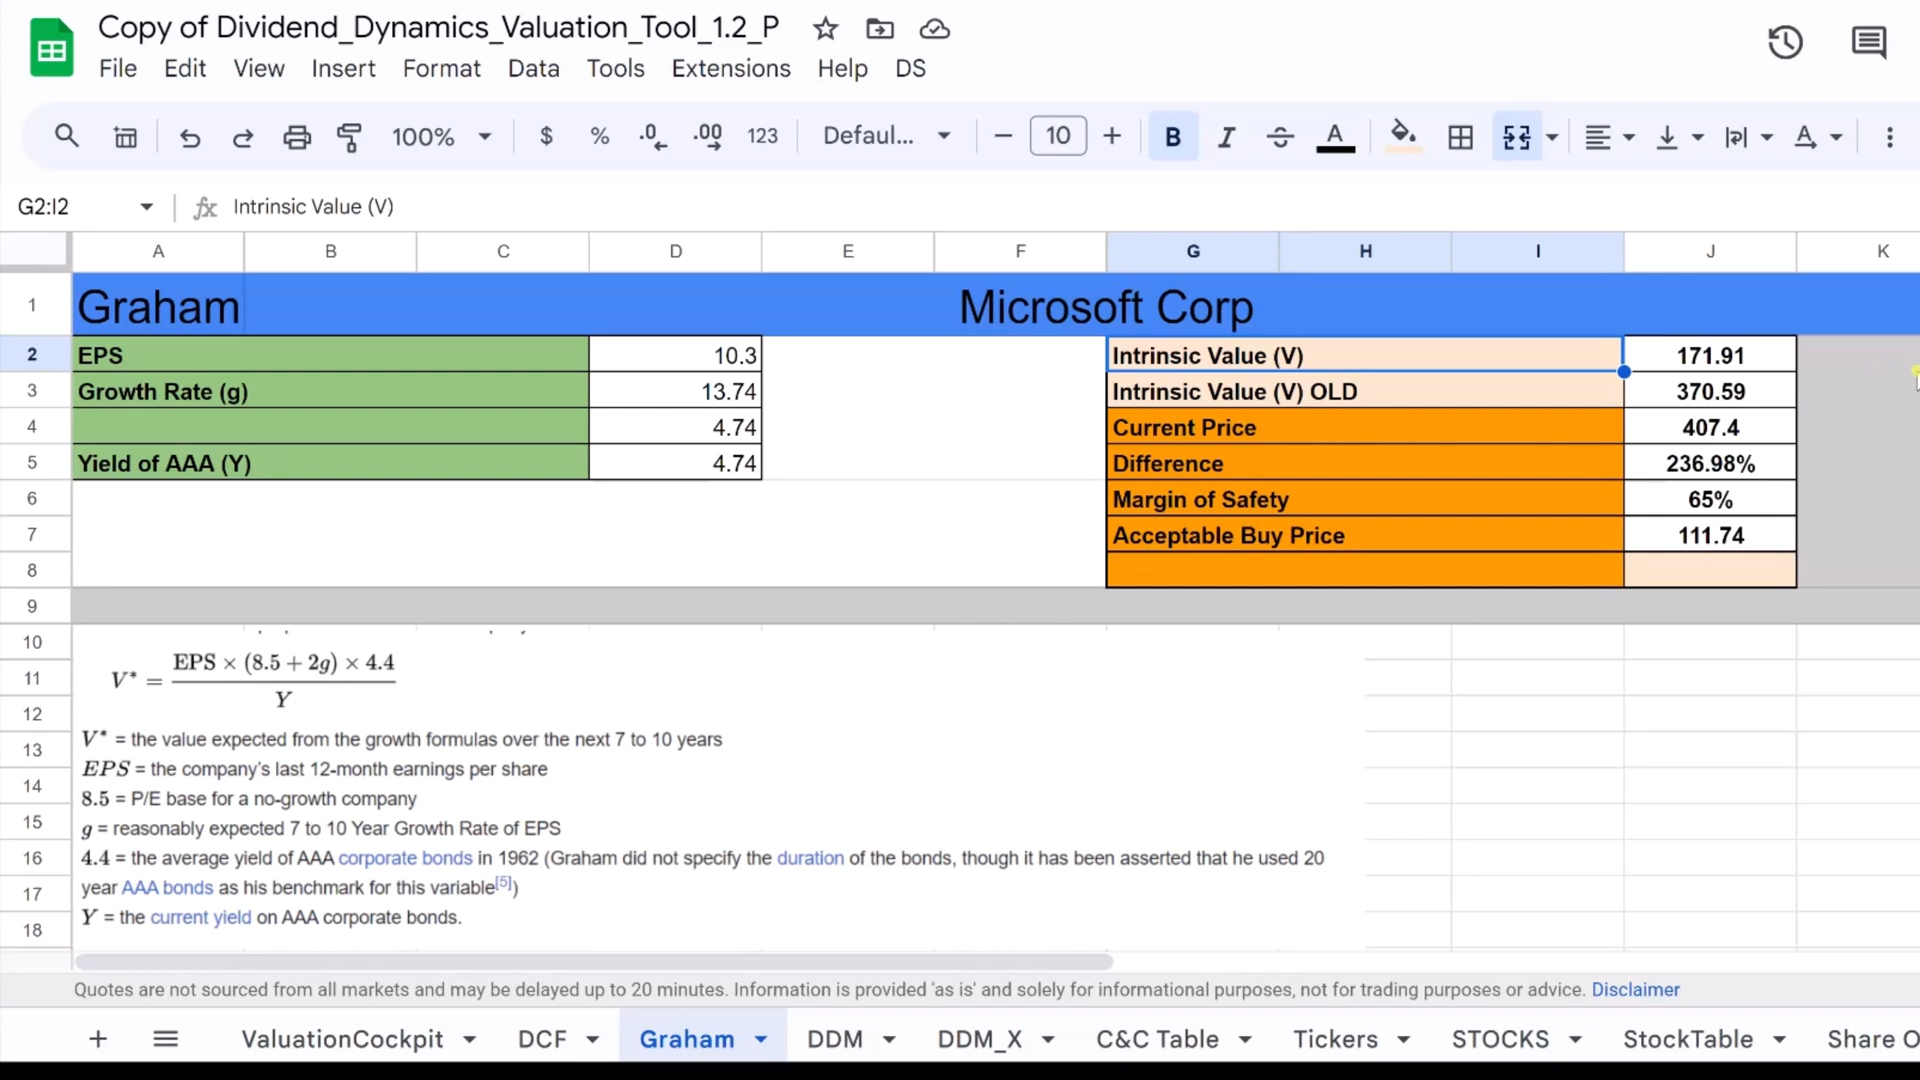 Copy of Dividend_Dynamics_Valuation_Tool_1.2_P
File Edit View Insert Format Data Tools Extensions Help DS
100% $ % .0 .00 123 Defaul... − 10 + B I A
G2:I2 fx Intrinsic Value (V)
A B C D E F G H I J K
1 Graham Microsoft Corp
2 EPS 10.3 Intrinsic Value (V) 171.91
3 Growth Rate (g) 13.74 Intrinsic Value (V) OLD 370.59
4 4.74 Current Price 407.4
5 Yield of AAA (Y) 4.74 Difference 236.98%
6 Margin of Safety 65%
7 Acceptable Buy Price 111.74
8
9
10
11 V* = EPS × (8.5 + 2g) × 4.4 / Y
12
13 V* = the value expected from the growth formulas over the next 7 to 10 years
14 EPS = the company's last 12-month earnings per share
8.5 = P/E base for a no-growth company
15 g = reasonably expected 7 to 10 Year Growth Rate of EPS
16 4.4 = the average yield of AAA corporate bonds in 1962 (Graham did not specify the duration of the bonds, though it has been asserted that he used 20
17 year AAA bonds as his benchmark for this variable[5])
18 Y = the current yield on AAA corporate bonds.
Quotes are not sourced from all markets and may be delayed up to 20 minutes. Information is provided 'as is' and solely for informational purposes, not for trading purposes or advice. Disclaimer
+ ValuationCockpit DCF Graham DDM DDM_X C&C Table Tickers STOCKS StockTable Share O